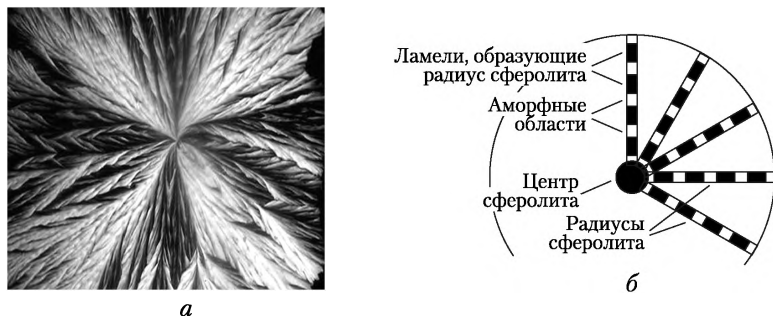 Ламели, образующие
радиус сферолита
Аморфные
области
Центр
сферолита
Радиусы
сферолита
а
б